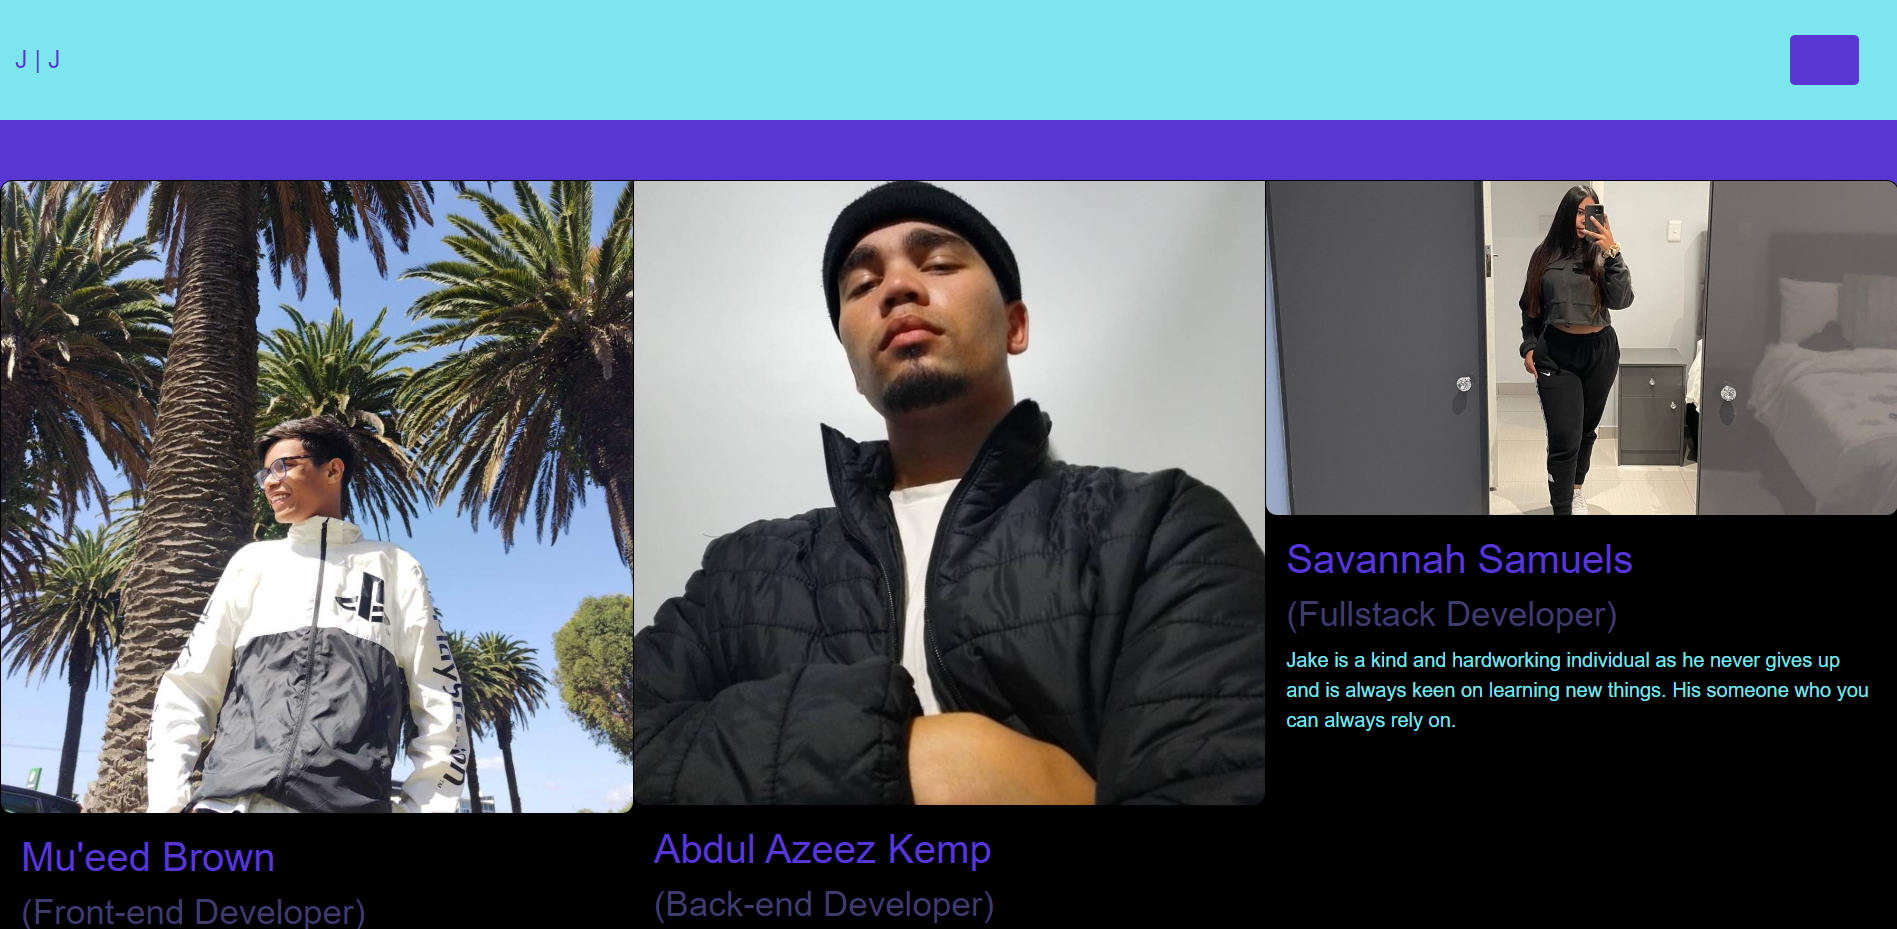 J | J
Mu'eed Brown
(Front-end Developer)
Abdul Azeez Kemp
(Back-end Developer)
Savannah Samuels
(Fullstack Developer)
Jake is a kind and hardworking individual as he never gives up
and is always keen on learning new things. His someone who you
can always rely on.